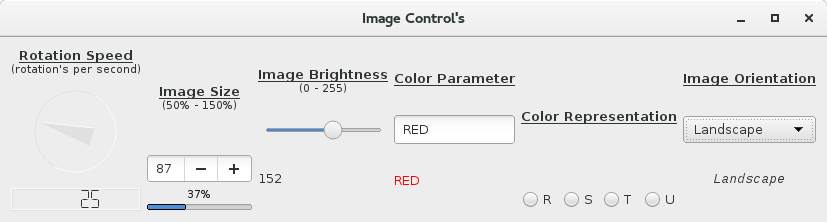 Image Control's
Rotation Speed
(rotation's per second)
25
Image Size
(50% - 150%)
87
37%
Image Brightness
(0 - 255)
152
Color Parameter
RED
RED
Color Representation
R S T U
Image Orientation
Landscape
Landscape